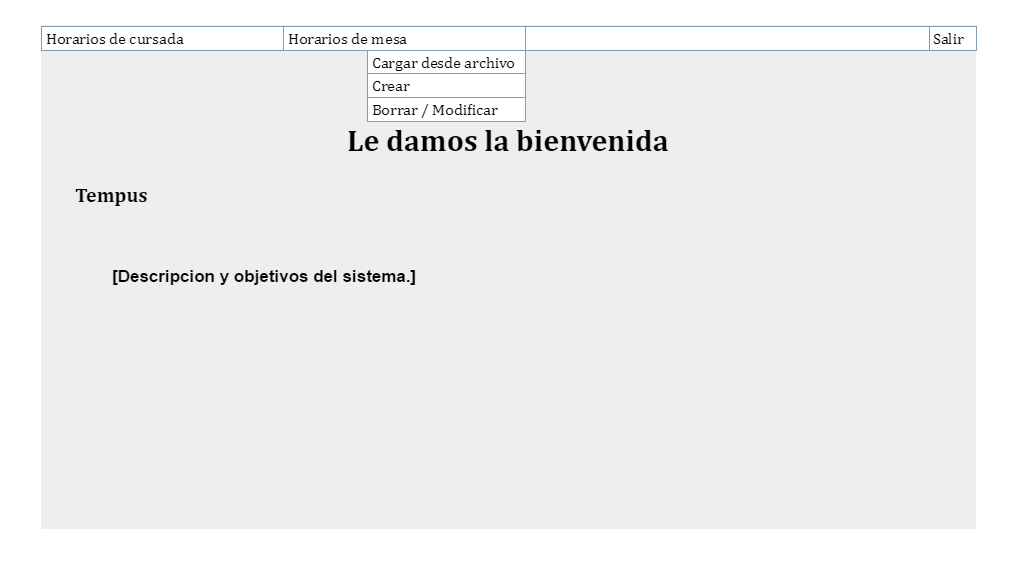 Horarios de cursada Horarios de mesa Salir
Cargar desde archivo
Crear
Borrar / Modificar
Le damos la bienvenida
Tempus
[Descripcion y objetivos del sistema.]